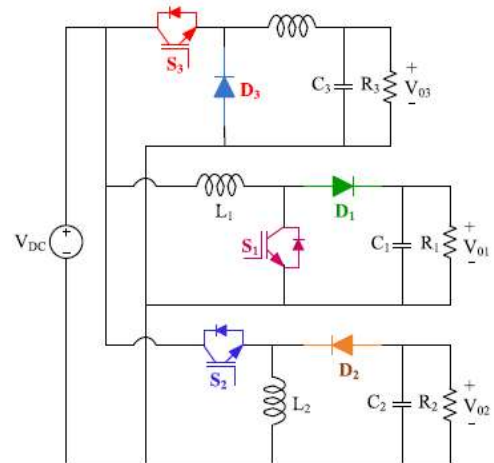 S3
D3
C3
R3
+
V03
-
L1
D1
VDC
+
-
S1
C1
R1
+
V01
-
S2
D2
L2
C2
R2
+
V02
-